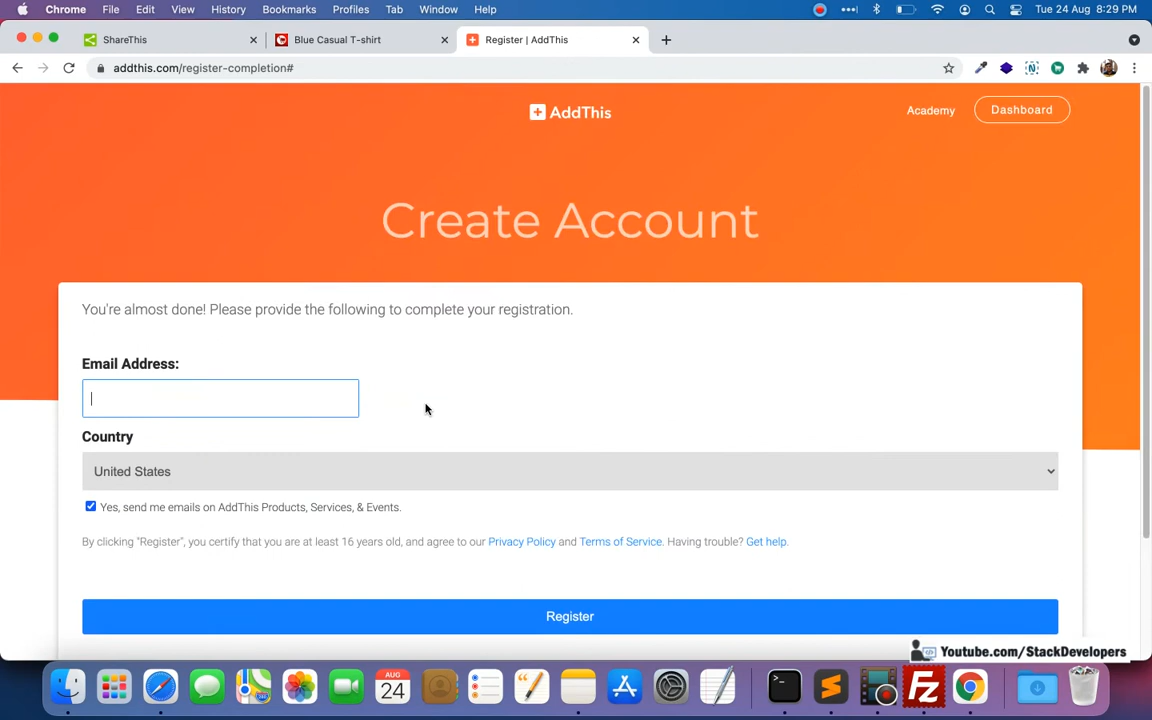 Chrome File Edit View History Bookmarks Profiles Tab Window Help Tue 24 Aug 8:29 PM
ShareThis Blue Casual T-shirt Register | AddThis
addthis.com/register-completion#
AddThis Academy Dashboard
Create Account
You're almost done! Please provide the following to complete your registration.
Email Address:
Country
United States
Yes, send me emails on AddThis Products, Services, & Events.
By clicking "Register", you certify that you are at least 16 years old, and agree to our Privacy Policy and Terms of Service. Having trouble? Get help.
Register
Youtube.com/StackDevelopers
AUG
24